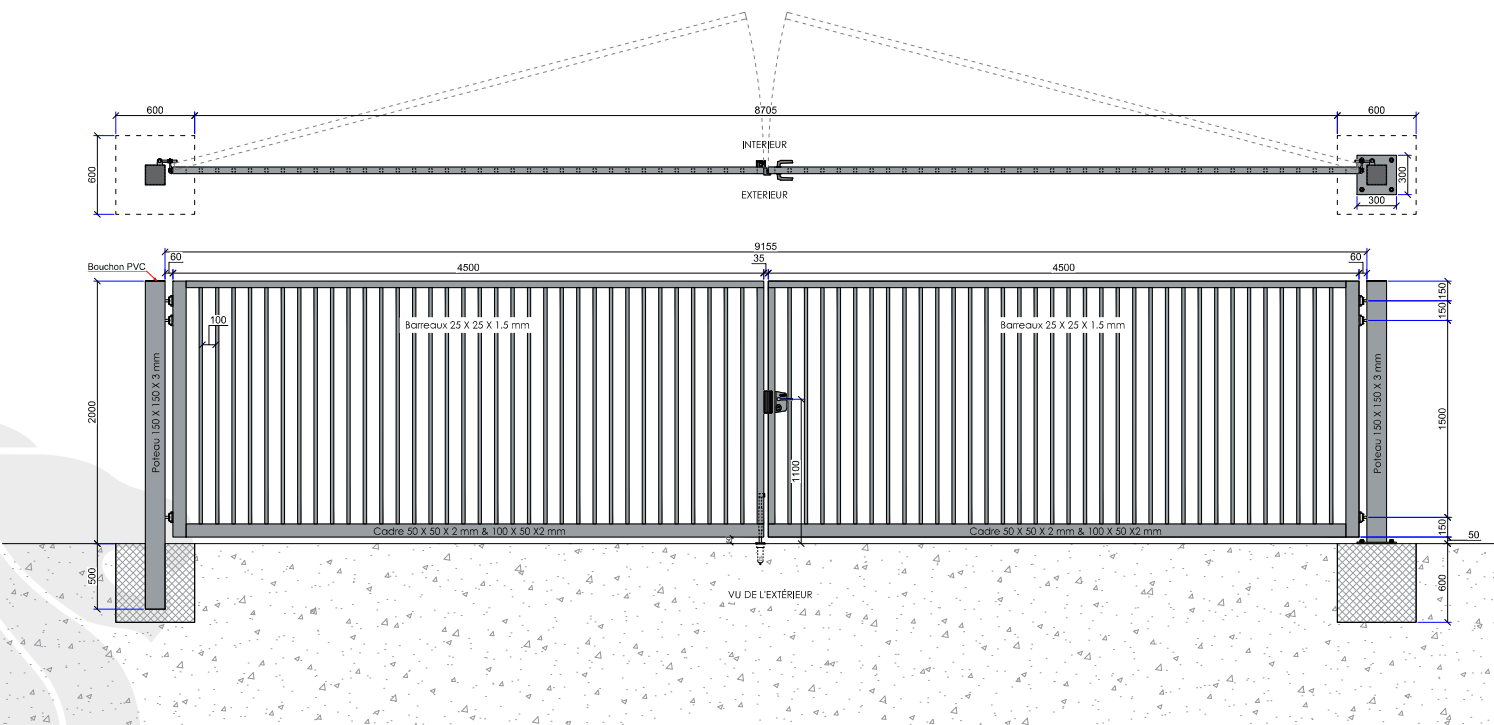 600
8705
600
INTERIEUR
600
EXTERIEUR
300
300
9155
Bouchon PVC
60
4500
35
4500
60
150
150
100
Barreaux 25 X 25 X 1.5 mm
Barreaux 25 X 25 X 1.5 mm
2000
Poteau 150 X 150 X 3 mm
Poteau 150 X 150 X 3 mm
1500
1100
Cadre 50 X 50 X 2 mm & 100 X 50 X2 mm
Cadre 50 X 50 X 2 mm & 100 X 50 X2 mm
150
50
500
600
VU DE L'EXTÉRIEUR